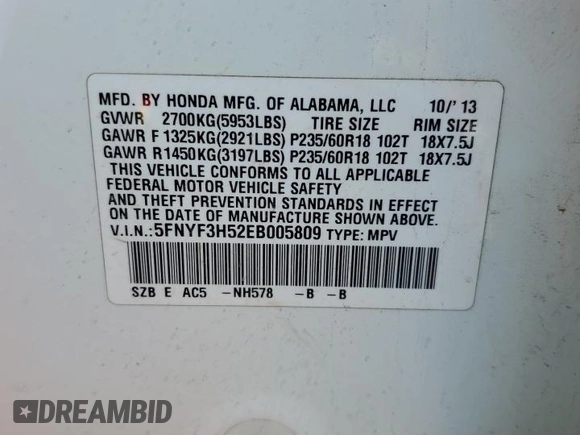 MFD. BY HONDA MFG. OF ALABAMA, LLC 10/'13
GVWR 2700KG(5953LBS) TIRE SIZE RIM SIZE
GAWR F 1325KG(2921LBS) P235/60R18 102T 18X7.5J
GAWR R1450KG(3197LBS) P235/60R18 102T 18X7.5J
THIS VEHICLE CONFORMS TO ALL APPLICABLE
FEDERAL MOTOR VEHICLE SAFETY
AND THEFT PREVENTION STANDARDS IN EFFECT
ON THE DATE OF MANUFACTURE SHOWN ABOVE.
V.I.N.:5FNYF3H52EB005809 TYPE: MPV
SZB E AC5 -NH578 -B -B
DREAMBID